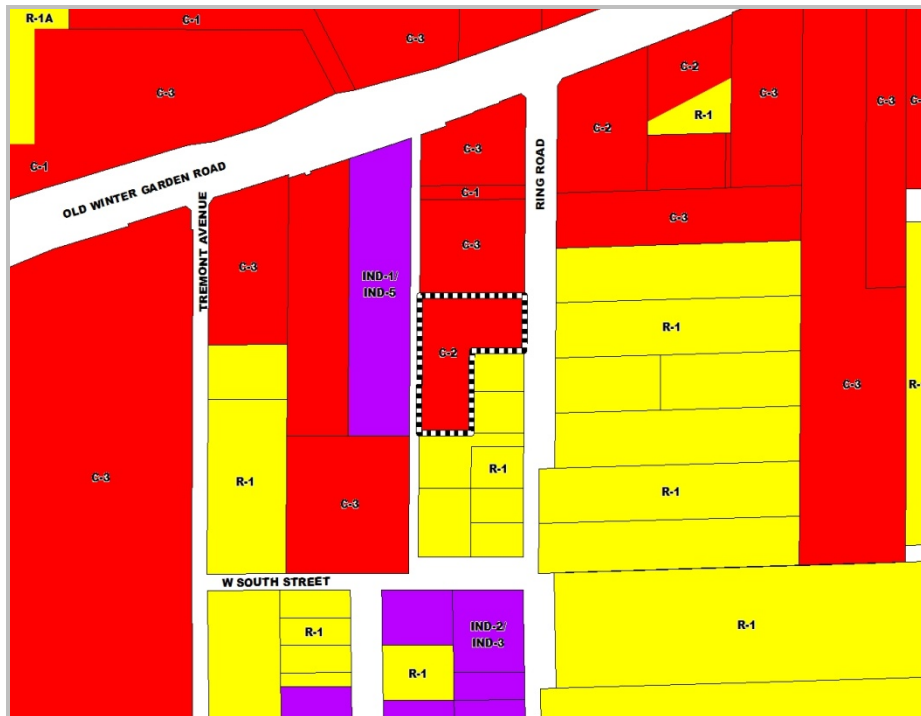 R-1A
C-1
C-3
C-2
C-3
C-3
C-3
R-1
C-2
C-3
C-1
C-1
OLD WINTER GARDEN ROAD
RING ROAD
TREMONT AVENUE
C-3
C-3
C-3
IND-1/
IND-5
R-1
C-2
C-3
R-
R-1
C-3
R-1
C-3
R-1
W SOUTH STREET
R-1
IND-2/
IND-3
R-1
R-1